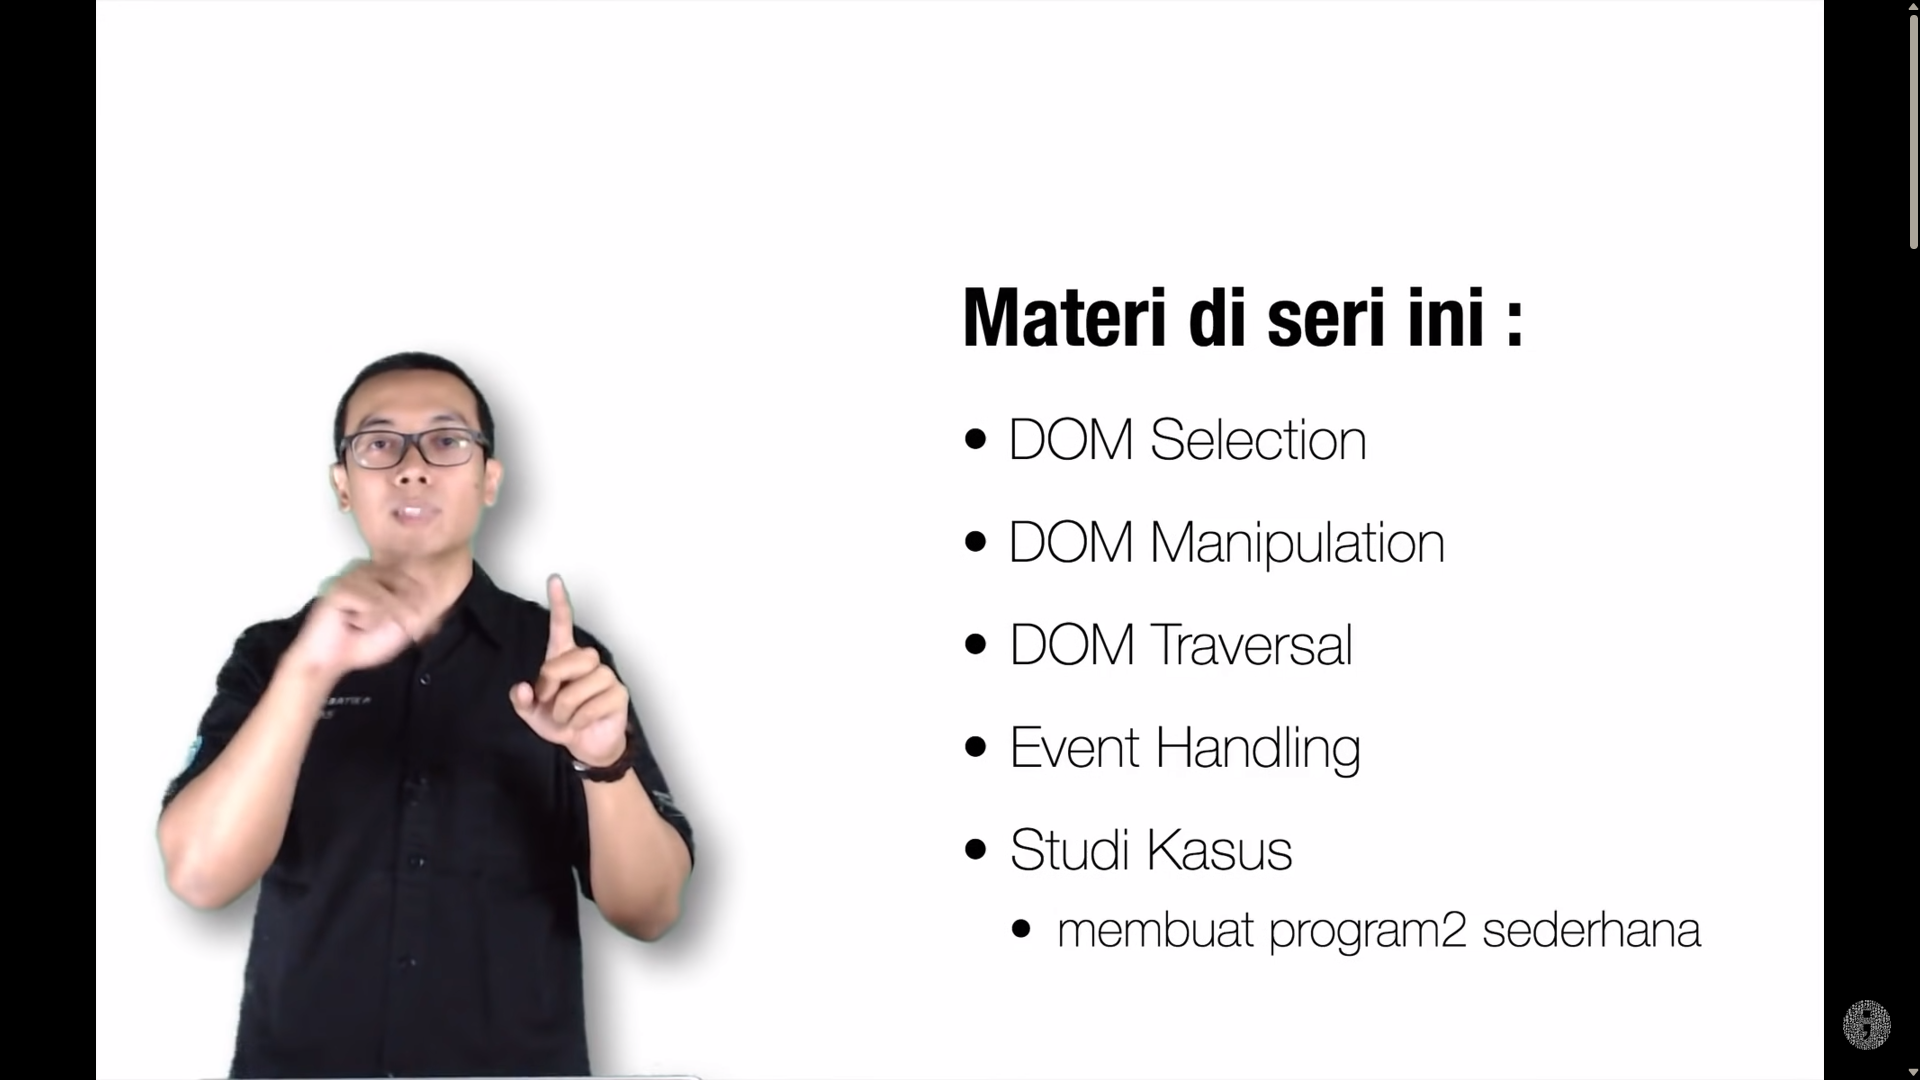 Materi di seri ini :
• DOM Selection
• DOM Manipulation
• DOM Traversal
• Event Handling
• Studi Kasus
• membuat program2 sederhana